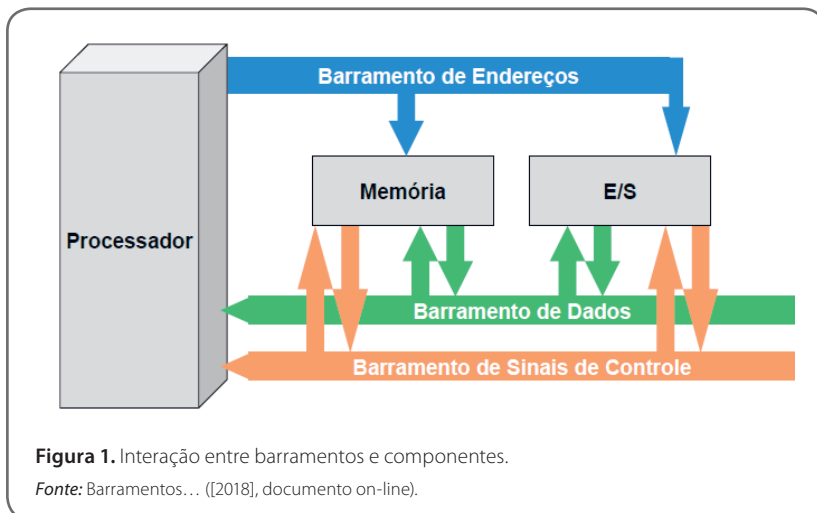 Barramento de Endereços
Memória
E/S
Processador
Barramento de Dados
Barramento de Sinais de Controle
Figura 1. Interação entre barramentos e componentes.
Fonte: Barramentos… ([2018], documento on-line).